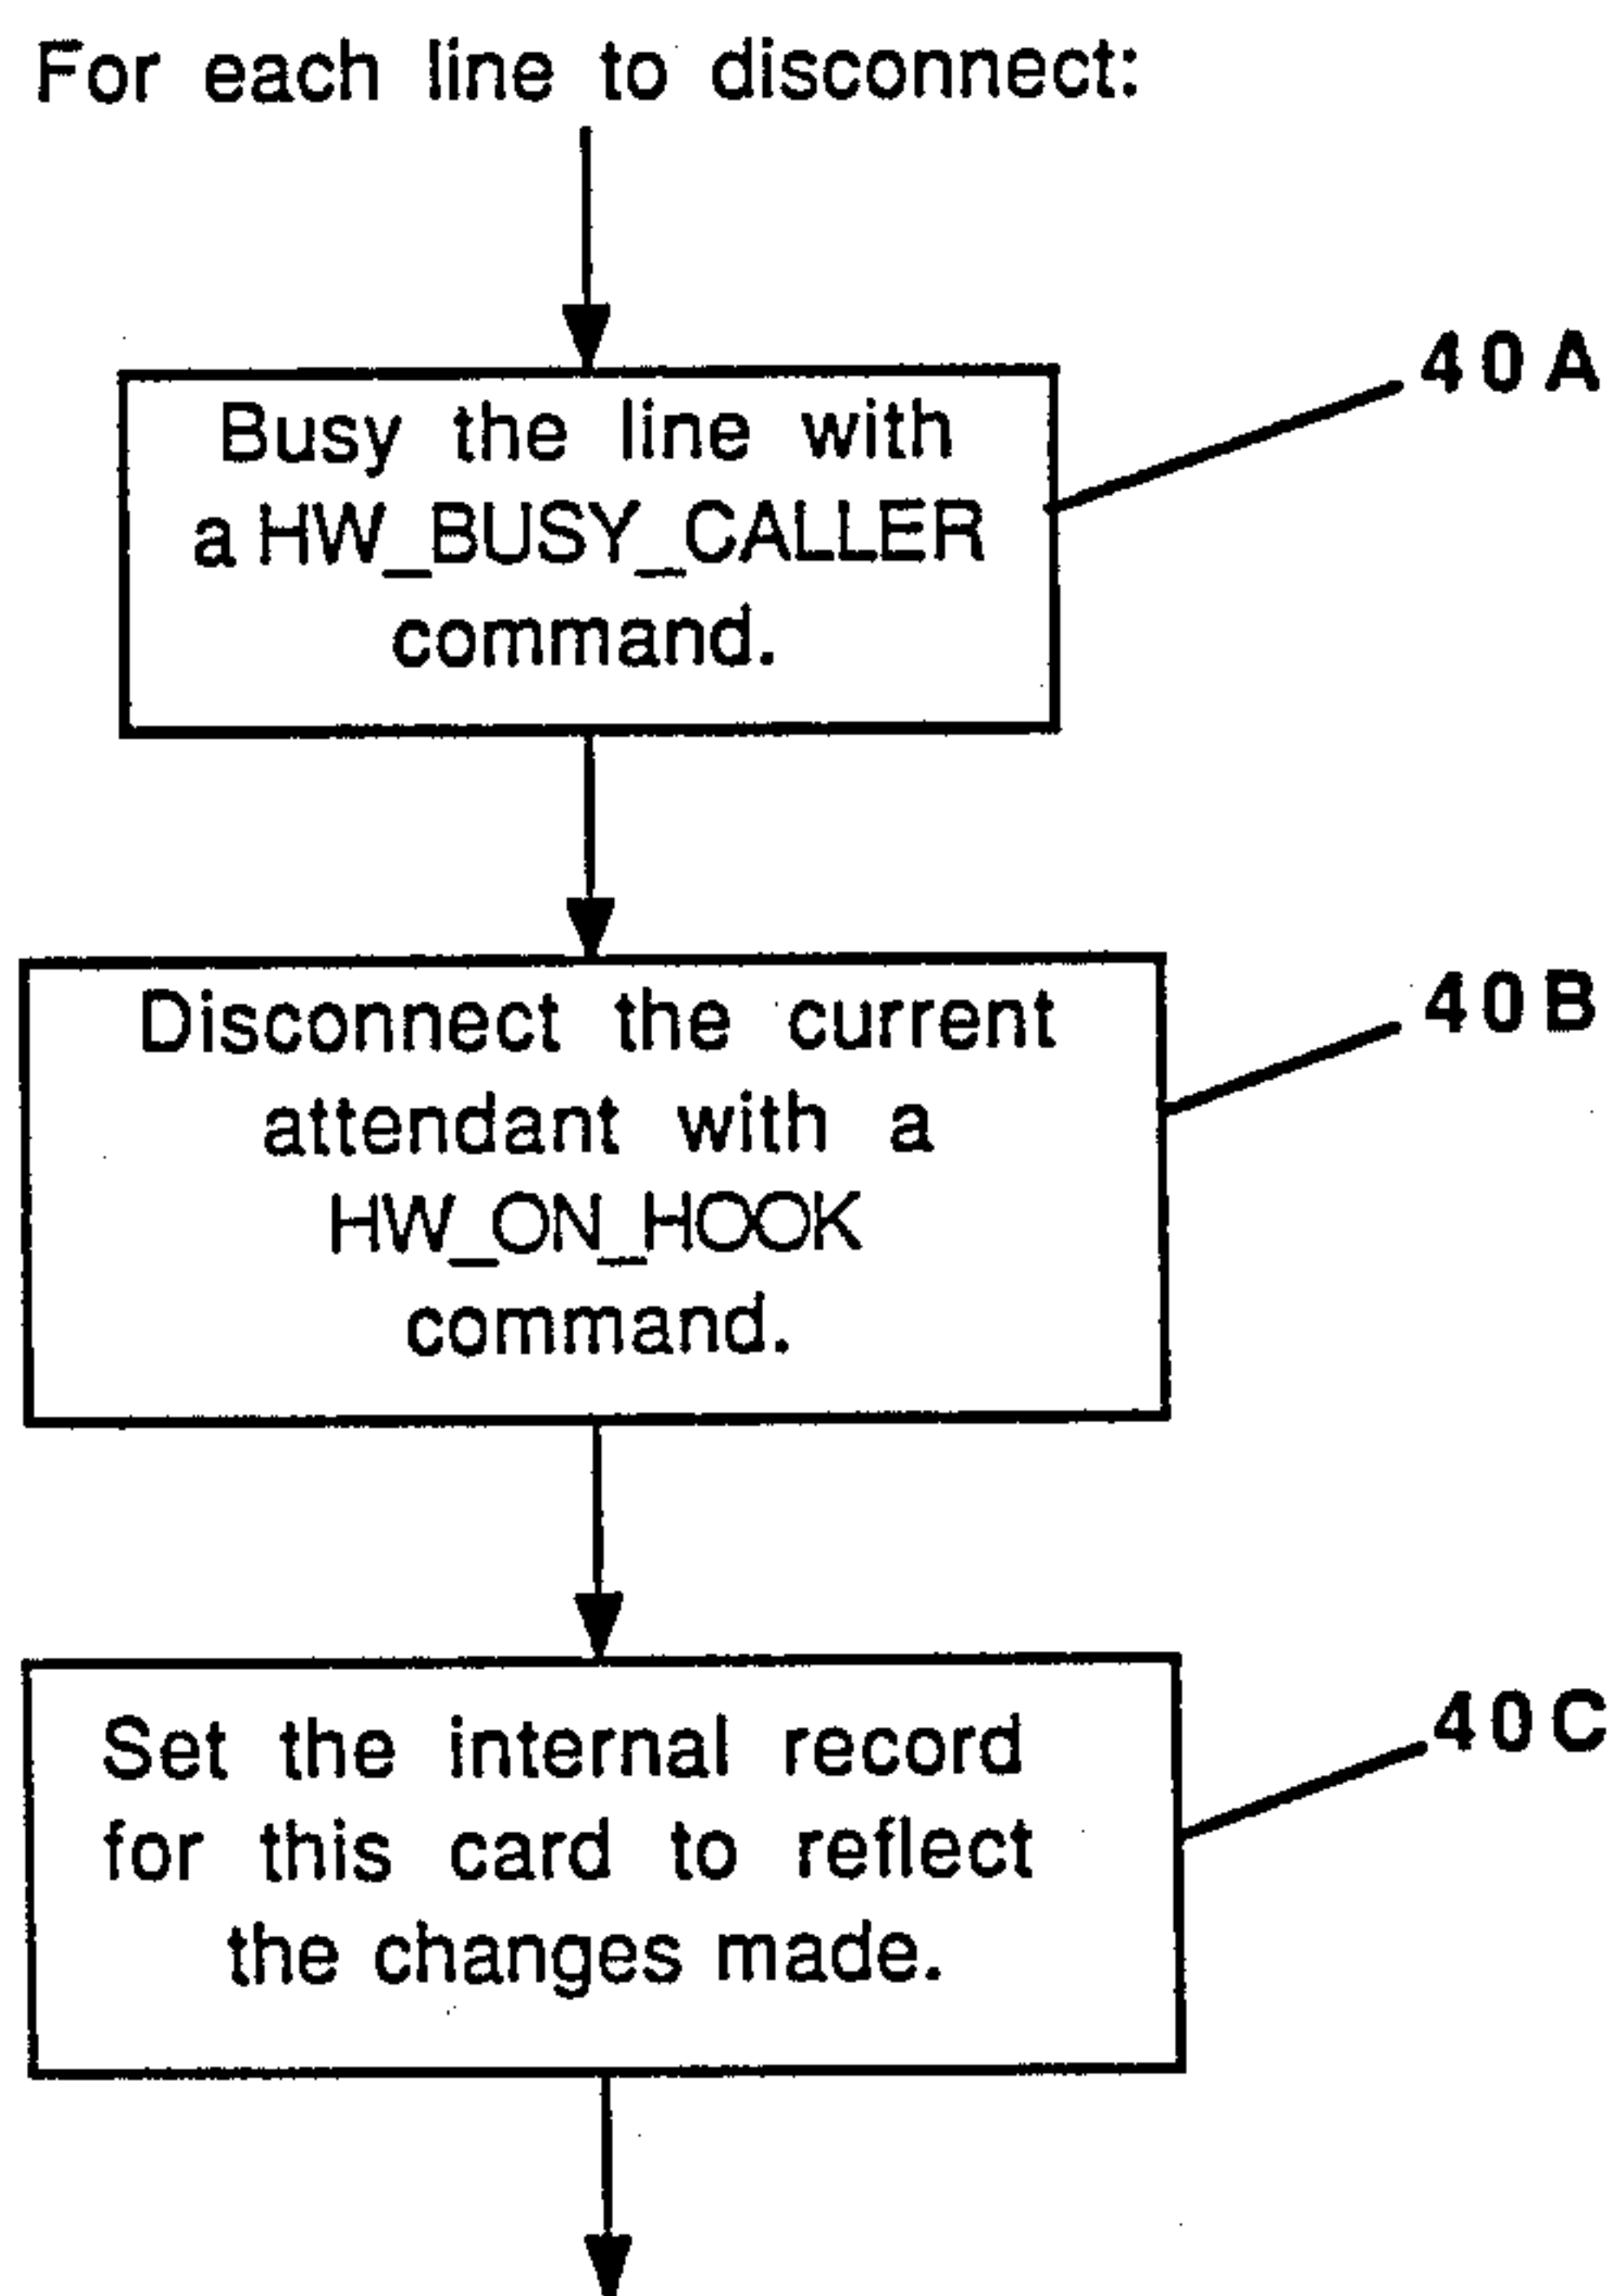 For each line to disconnect:
40A
Busy the line with
a HW_BUSY_CALLER
command.
40B
Disconnect the current
attendant with a
HW_ON_HOOK
command.
40C
Set the internal record
for this card to reflect
the changes made.